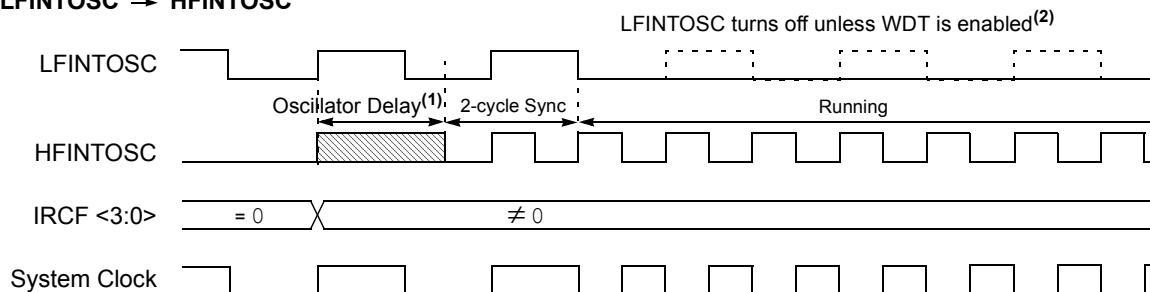 LFINTOSC → HFINTOSC
LFINTOSC turns off unless WDT is enabled(2)
LFINTOSC
Oscillator Delay(1) 2-cycle Sync Running
HFINTOSC
IRCF <3:0> = 0 ≠ 0
System Clock